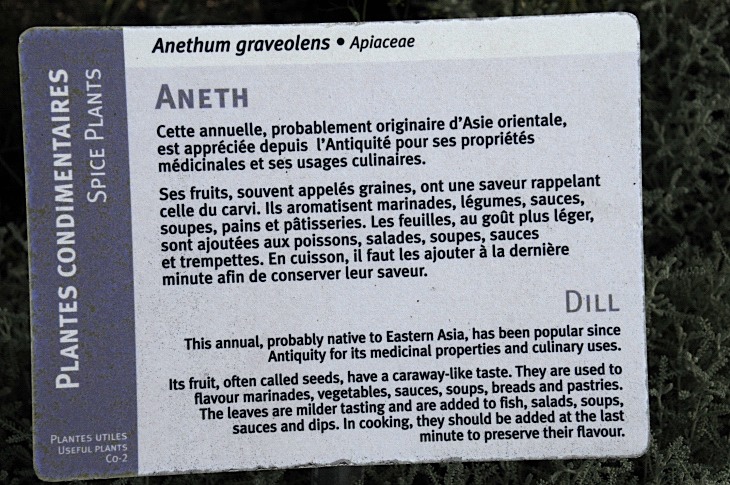 PLANTES CONDIMENTAIRES
SPICE PLANTS
Anethum graveolens • Apiaceae
ANETH
Cette annuelle, probablement originaire d'Asie orientale,
est appréciée depuis l'Antiquité pour ses propriétés
médicinales et ses usages culinaires.
Ses fruits, souvent appelés graines, ont une saveur rappelant
celle du carvi. Ils aromatisent marinades, légumes, sauces,
soupes, pains et pâtisseries. Les feuilles, au goût plus léger,
sont ajoutées aux poissons, salades, soupes, sauces
et trempettes. En cuisson, il faut les ajouter à la dernière
minute afin de conserver leur saveur.
DILL
This annual, probably native to Eastern Asia, has been popular since
Antiquity for its medicinal properties and culinary uses.
Its fruit, often called seeds, have a caraway-like taste. They are used to
flavour marinades, vegetables, sauces, soups, breads and pastries.
The leaves are milder tasting and are added to fish, salads, soups,
sauces and dips. In cooking, they should be added at the last
minute to preserve their flavour.
PLANTES UTILES
USEFUL PLANTS
CO-2